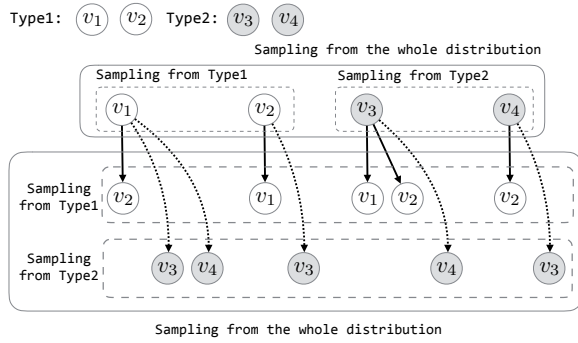 Type1: v1 v2 Type2: v3 v4
Sampling from the whole distribution
Sampling from Type1 Sampling from Type2
v1 v2 v3 v4
Sampling
from Type1
v2 v1 v1 v2 v2
Sampling
from Type2
v3 v4 v3 v4 v3
Sampling from the whole distribution